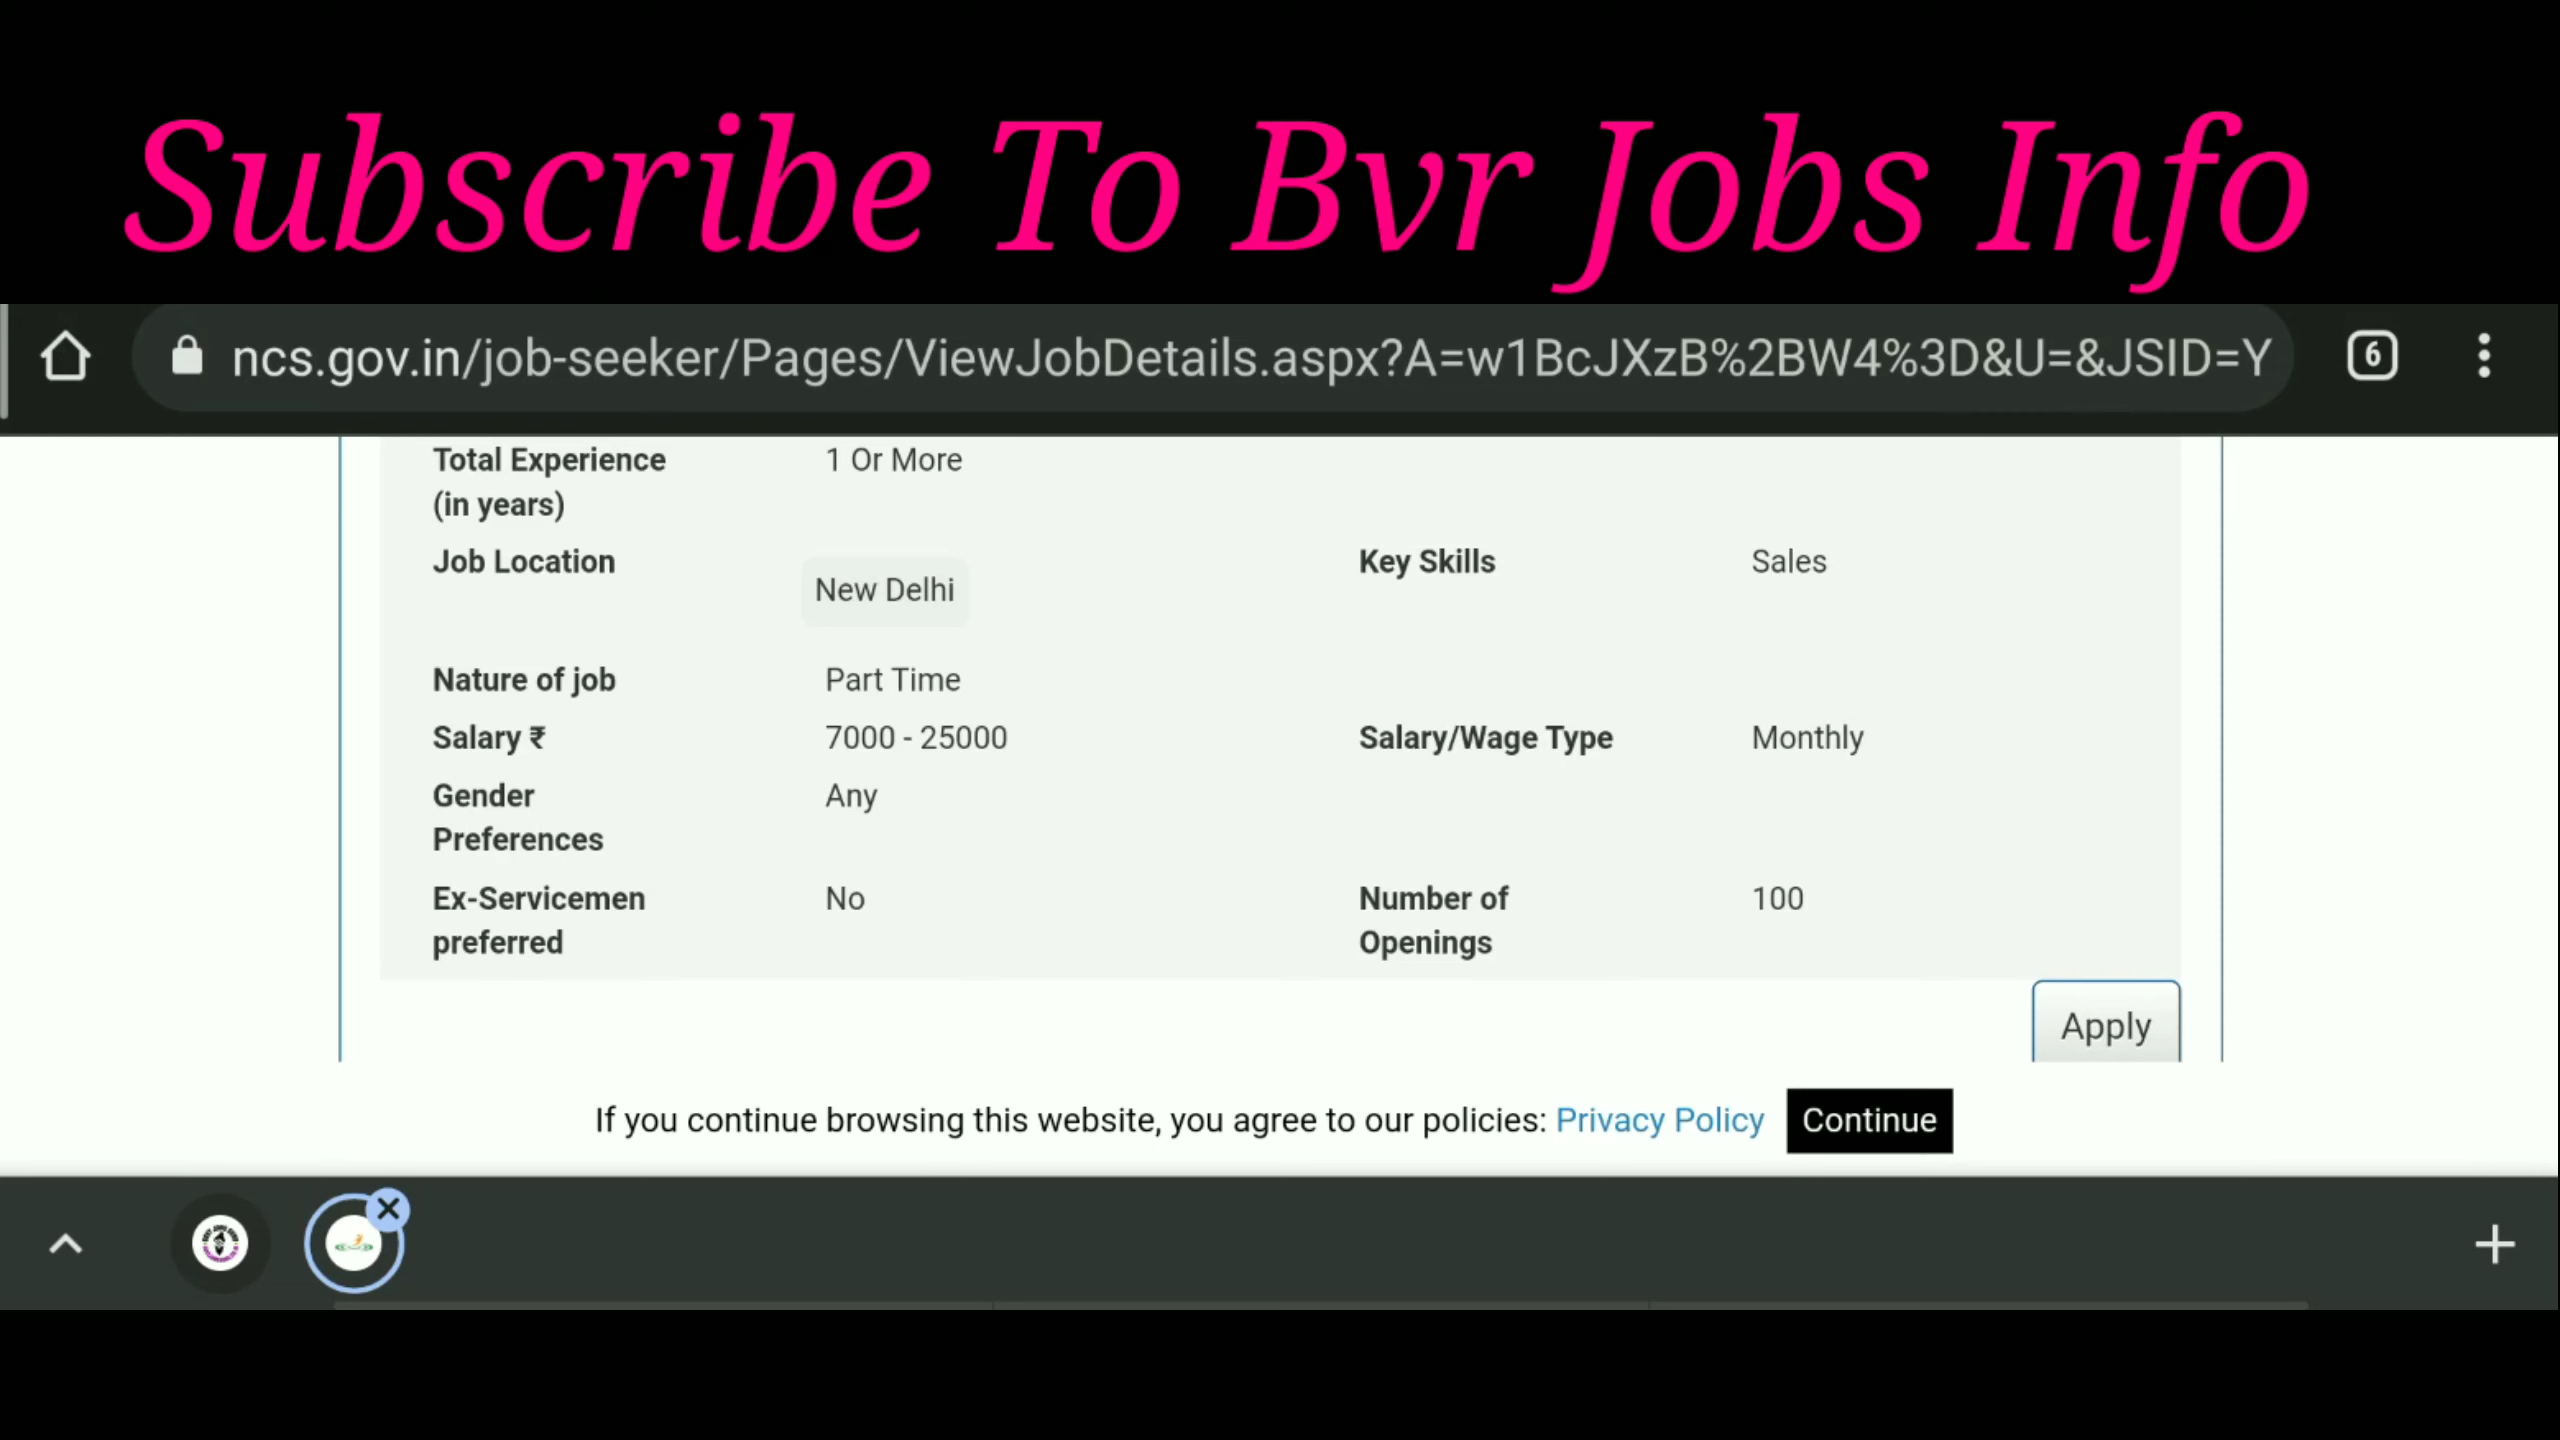 Subscribe To Bvr Jobs Info
ncs.gov.in/job-seeker/Pages/ViewJobDetails.aspx?A=w1BcJXzB%2BW4%3D&U=&JSID=Y
6
Total Experience (in years) 1 Or More
Job Location New Delhi Key Skills Sales
Nature of job Part Time
Salary ₹ 7000 - 25000 Salary/Wage Type Monthly
Gender Preferences Any
Ex-Servicemen preferred No Number of Openings 100
Apply
If you continue browsing this website, you agree to our policies: Privacy Policy Continue